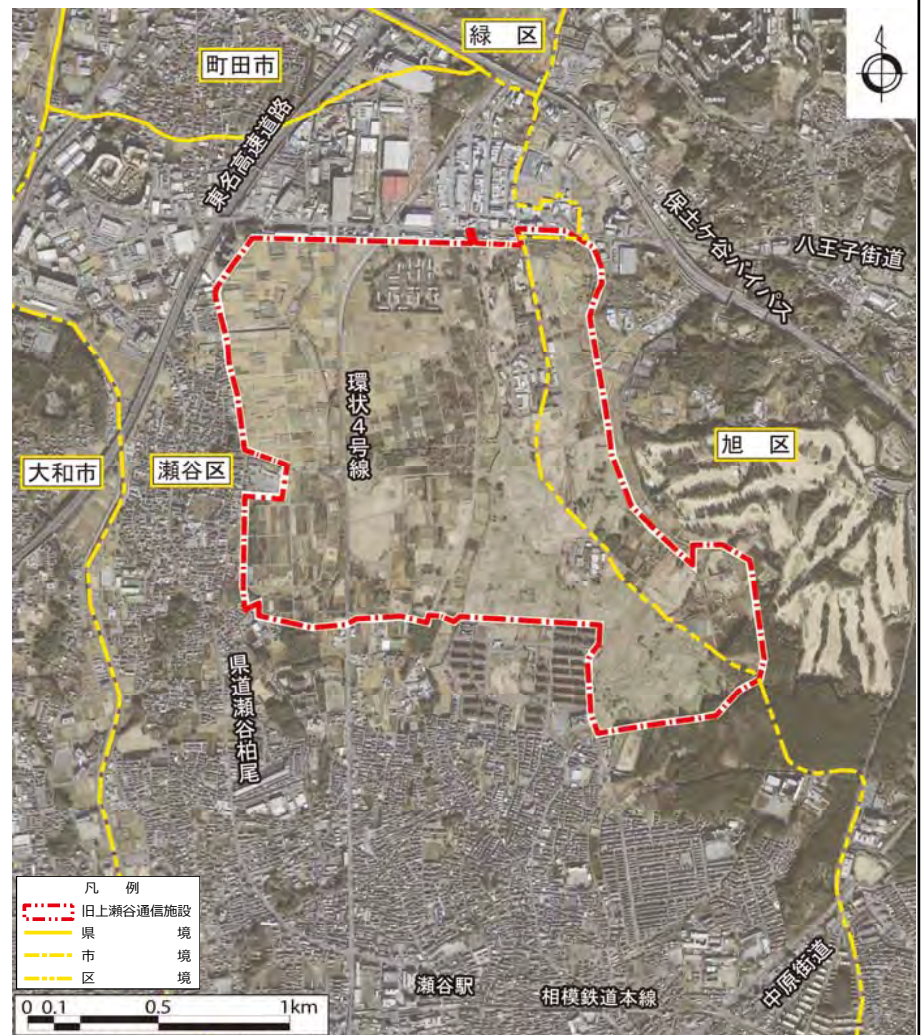 緑 区
町田市
東名高速道路
保土ケ谷バイパス
八王子街道
環状4号線
旭 区
大和市
瀬谷区
県道瀬谷柏尾
凡 例
旧上瀬谷通信施設
県 境
市 境
区 境
瀬谷駅
相模鉄道本線
中原街道
0 0.1 0.5 1km